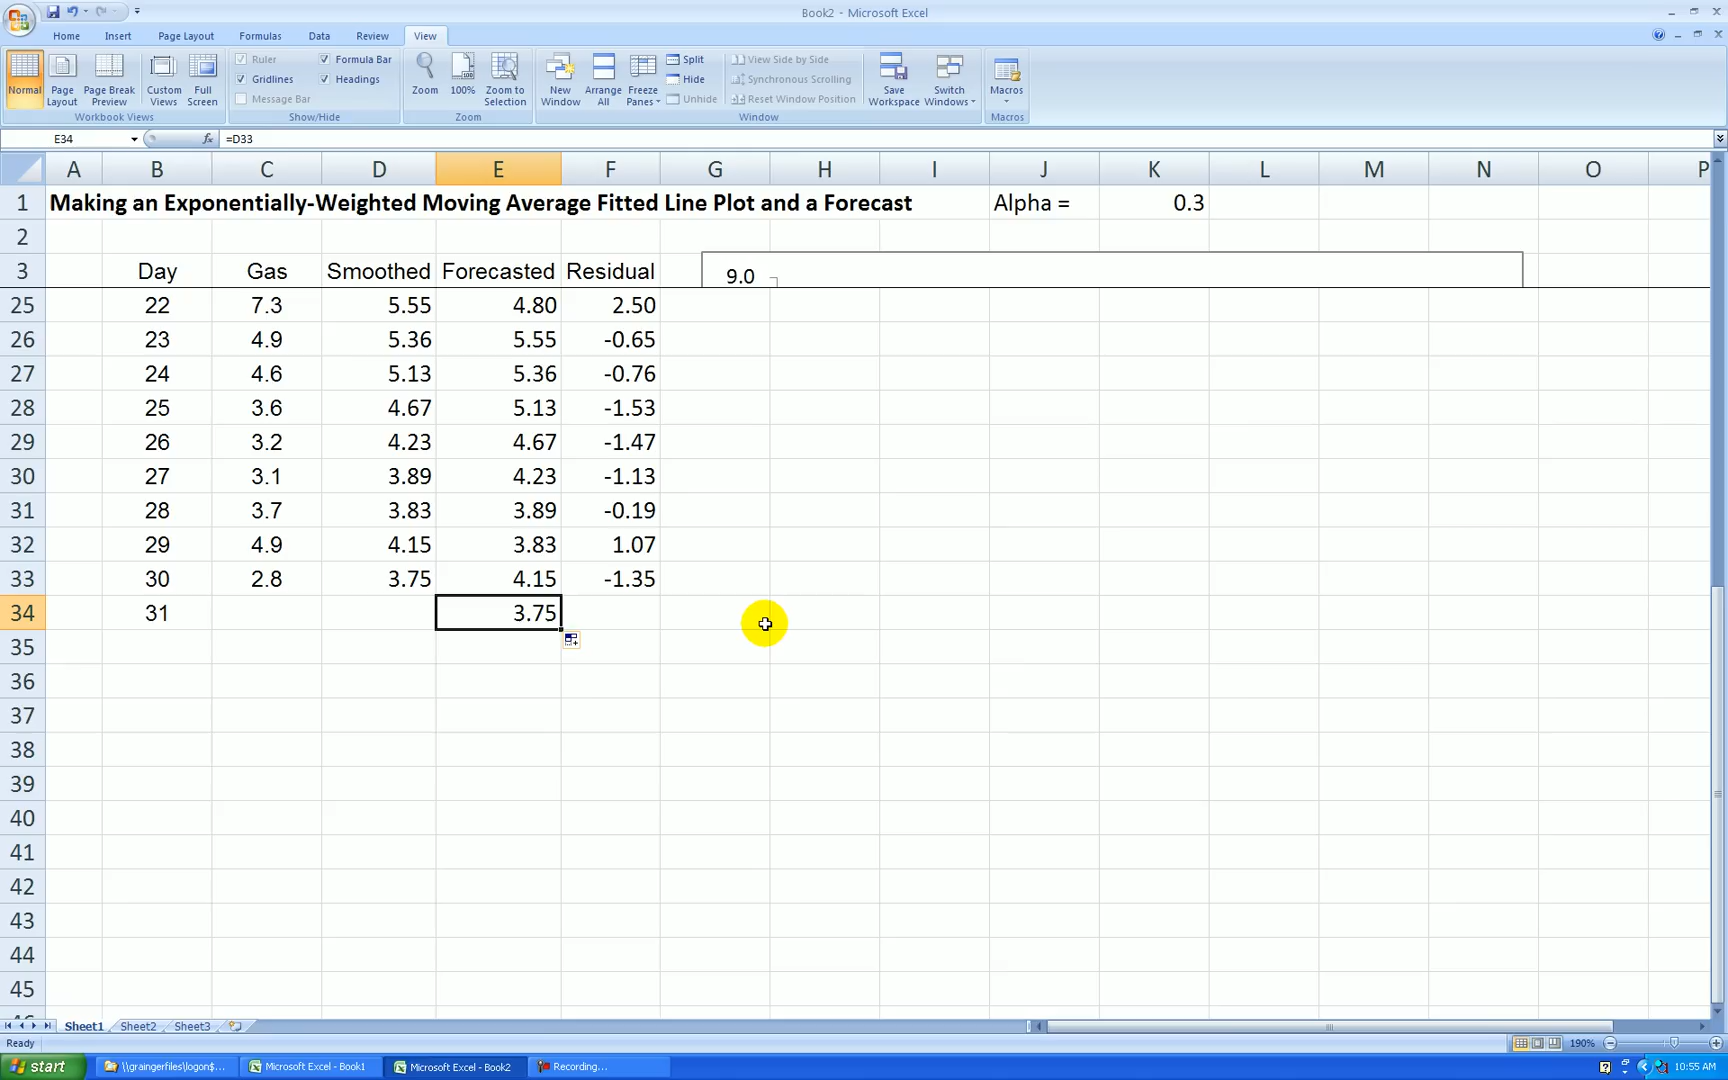 Book2 - Microsoft Excel
Home Insert Page Layout Formulas Data Review View
Normal
Page Layout
Page Break Preview
Custom Views
Full Screen
Workbook Views
Ruler
Gridlines
Message Bar
Formula Bar
Headings
Show/Hide
Zoom
100%
Zoom to Selection
Zoom
New Window
Arrange All
Freeze Panes
Split
Hide
Unhide
View Side by Side
Synchronous Scrolling
Reset Window Position
Save Workspace
Switch Windows
Window
Macros
Macros
E34 fx =D33
A B C D E F G H I J K L M N O P
1 Making an Exponentially-Weighted Moving Average Fitted Line Plot and a Forecast Alpha = 0.3
2
3 Day Gas Smoothed Forecasted Residual 9.0
25 22 7.3 5.55 4.80 2.50
26 23 4.9 5.36 5.55 -0.65
27 24 4.6 5.13 5.36 -0.76
28 25 3.6 4.67 5.13 -1.53
29 26 3.2 4.23 4.67 -1.47
30 27 3.1 3.89 4.23 -1.13
31 28 3.7 3.83 3.89 -0.19
32 29 4.9 4.15 3.83 1.07
33 30 2.8 3.75 4.15 -1.35
34 31 3.75
35
36
37
38
39
40
41
42
43
44
45
Sheet1 Sheet2 Sheet3
Ready 190%
start \\graingerfiles\logon$... Microsoft Excel - Book1 Microsoft Excel - Book2 Recording... 10:55 AM